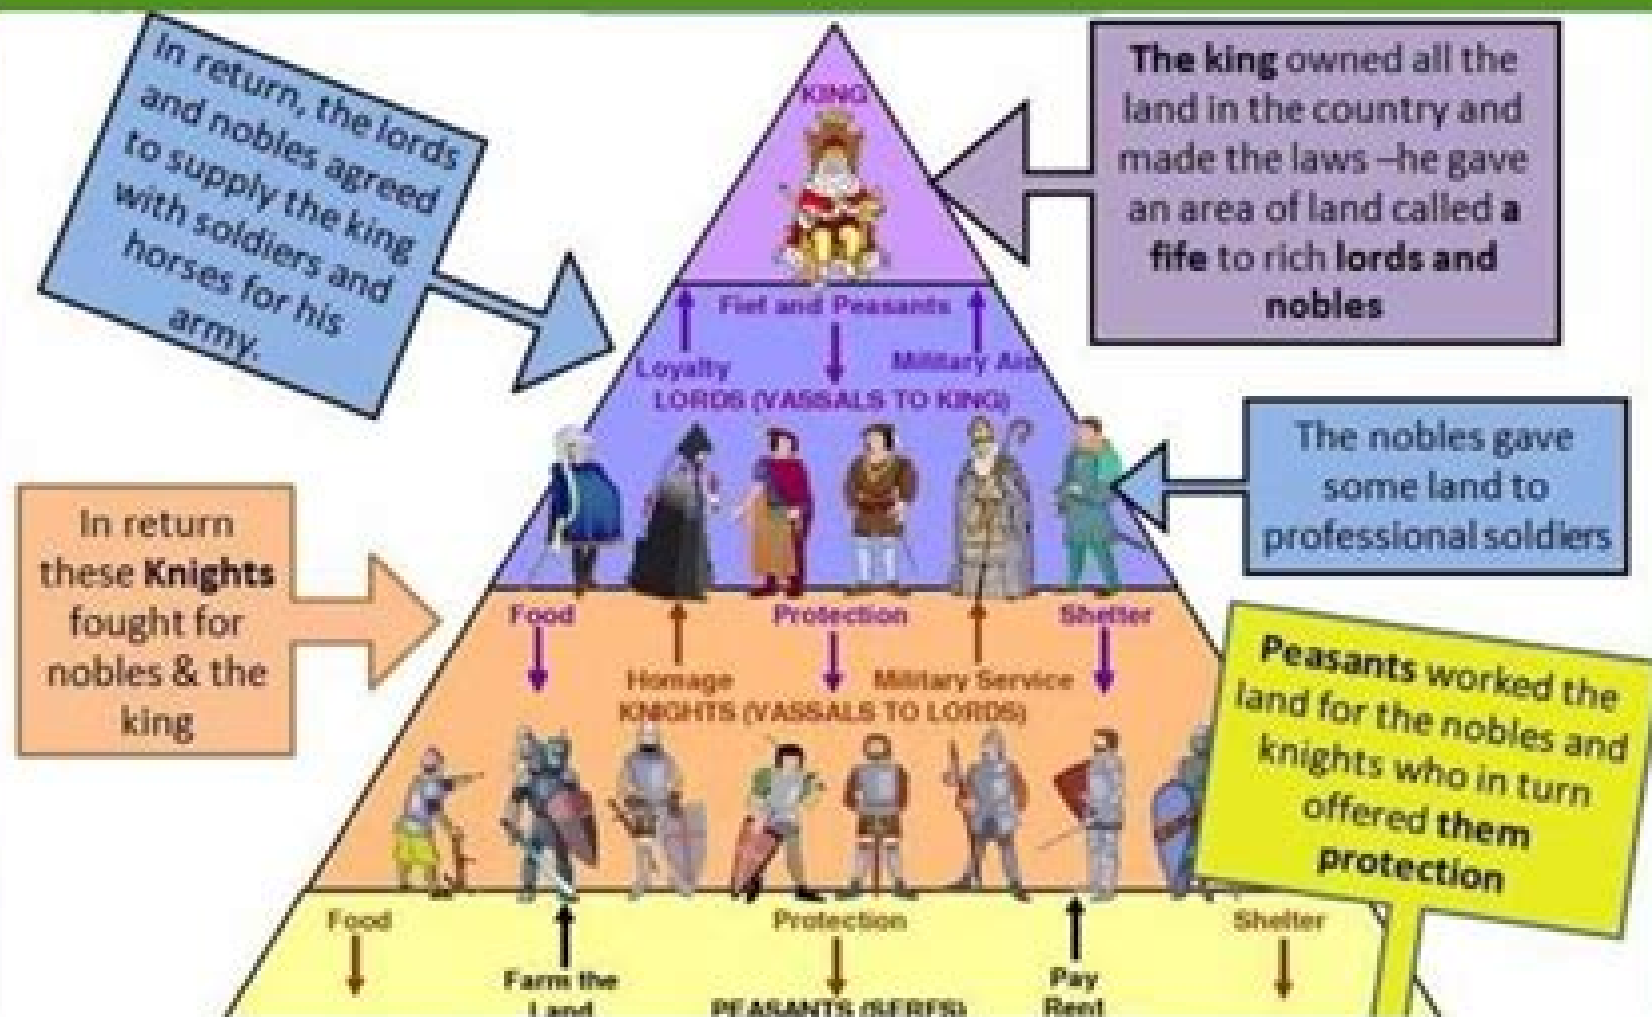 In return, the lords
and nobles agreed
to supply the king
with soldiers and
horses for his
army.
KING
The king owned all the
land in the country and
made the laws –he gave
an area of land called a
fife to rich lords and
nobles
Fief and Peasants
Loyalty
Military Aid
LORDS (VASSALS TO KING)
The nobles gave
some land to
professional soldiers
In return
these Knights
fought for
nobles & the
king
Food
Protection
Shelter
Homage
Military Service
KNIGHTS (VASSALS TO LORDS)
Peasants worked the
land for the nobles and
knights who in turn
offered them
protection
Food
Protection
Shelter
Farm the
Land
Pay
Rent
PEASANTS (SERFS)